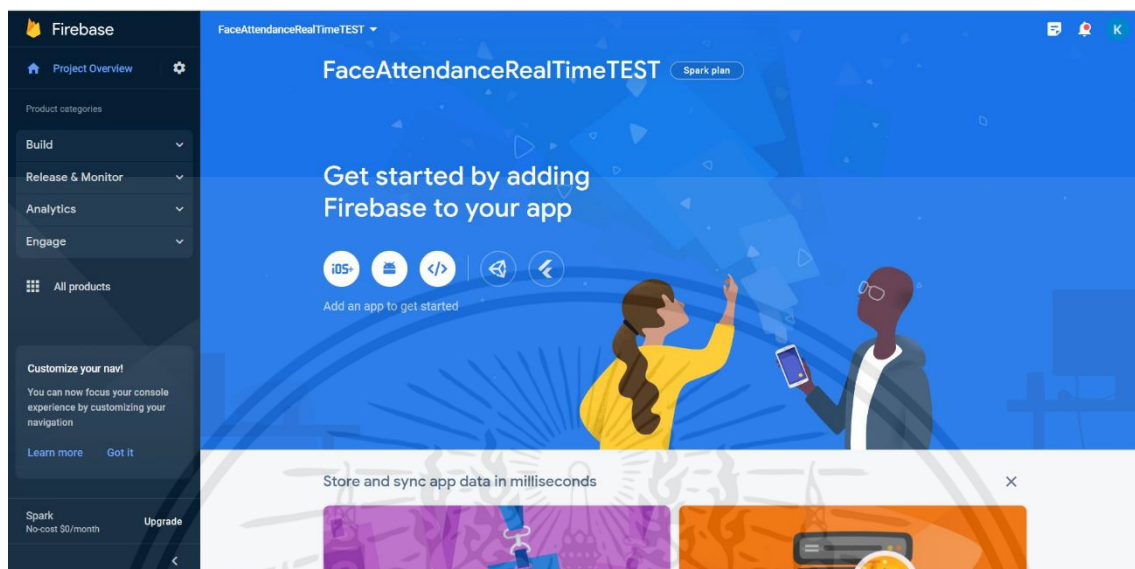 Firebase
Project Overview
Product categories
Build
Release & Monitor
Analytics
Engage
All products
Customize your nav!
You can now focus your console
experience by customizing your
navigation
Learn more Got it
Spark
No-cost $0/month
Upgrade
FaceAttendanceRealTimeTEST
K
FaceAttendanceRealTimeTEST Spark plan
Get started by adding
Firebase to your app
iOS+ </>
Add an app to get started
Store and sync app data in milliseconds